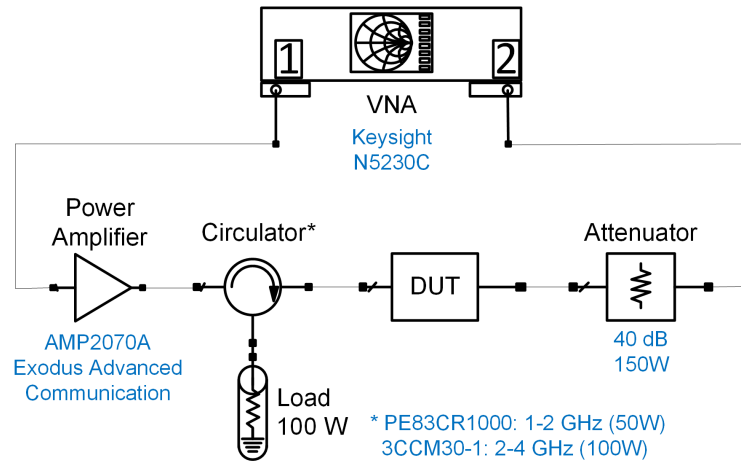 1
2
VNA
Keysight
N5230C
Power
Amplifier
Circulator*
Attenuator
DUT
AMP2070A
Exodus Advanced
Communication
40 dB
150W
Load
100 W
* PE83CR1000: 1-2 GHz (50W)
3CCM30-1: 2-4 GHz (100W)